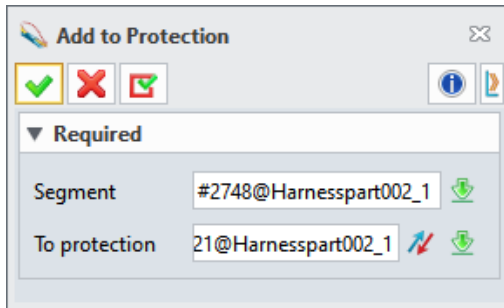 Add to Protection
Required
Segment #2748@Harnesspart002_1
To protection 21@Harnesspart002_1